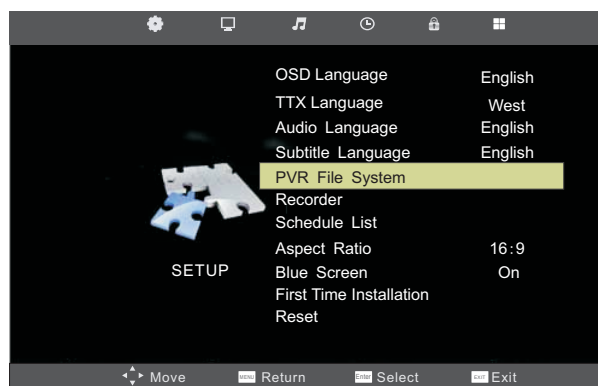 OSD Language English
TTX Language West
Audio Language English
Subtitle Language English
PVR File System
Recorder
Schedule List
Aspect Ratio 16:9
SETUP
Blue Screen On
First Time Installation
Reset
Move MENU Return Enter Select EXIT Exit